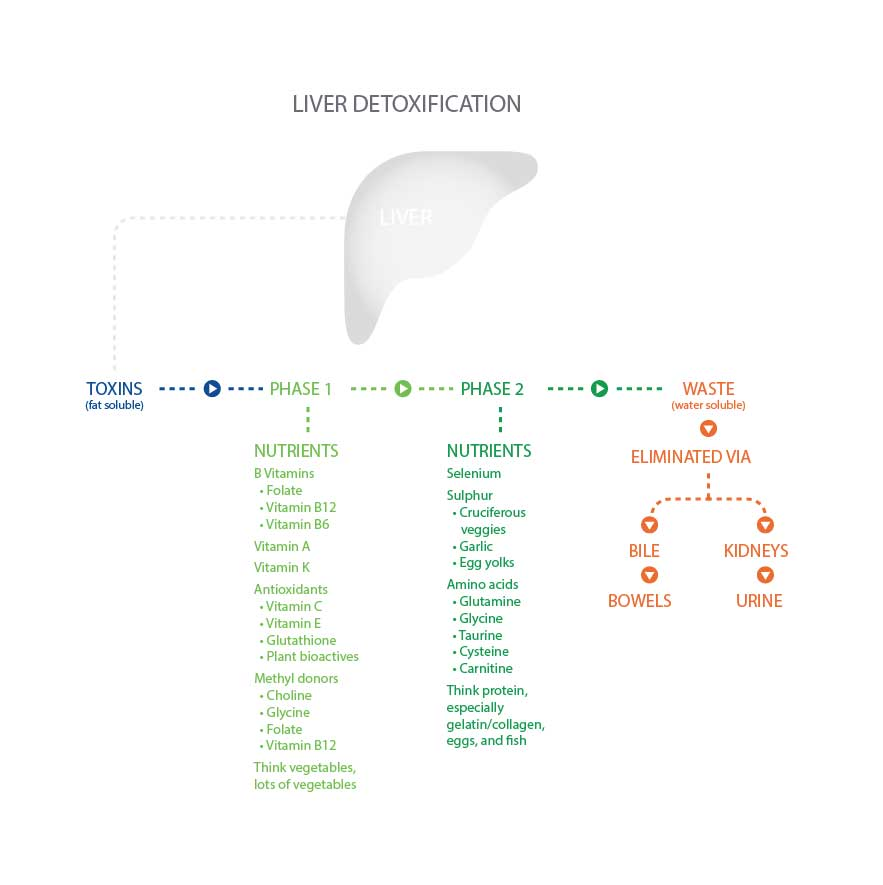 LIVER DETOXIFICATION
LIVER
TOXINS
(fat soluble)
PHASE 1
NUTRIENTS
B Vitamins
• Folate
• Vitamin B12
• Vitamin B6
Vitamin A
Vitamin K
Antioxidants
• Vitamin C
• Vitamin E
• Glutathione
• Plant bioactives
Methyl donors
• Choline
• Glycine
• Folate
• Vitamin B12
Think vegetables,
lots of vegetables
PHASE 2
NUTRIENTS
Selenium
Sulphur
• Cruciferous
veggies
• Garlic
• Egg yolks
Amino acids
• Glutamine
• Glycine
• Taurine
• Cysteine
• Carnitine
Think protein,
especially
gelatin/collagen,
eggs, and fish
WASTE
(water soluble)
ELIMINATED VIA
BILE
BOWELS
KIDNEYS
URINE